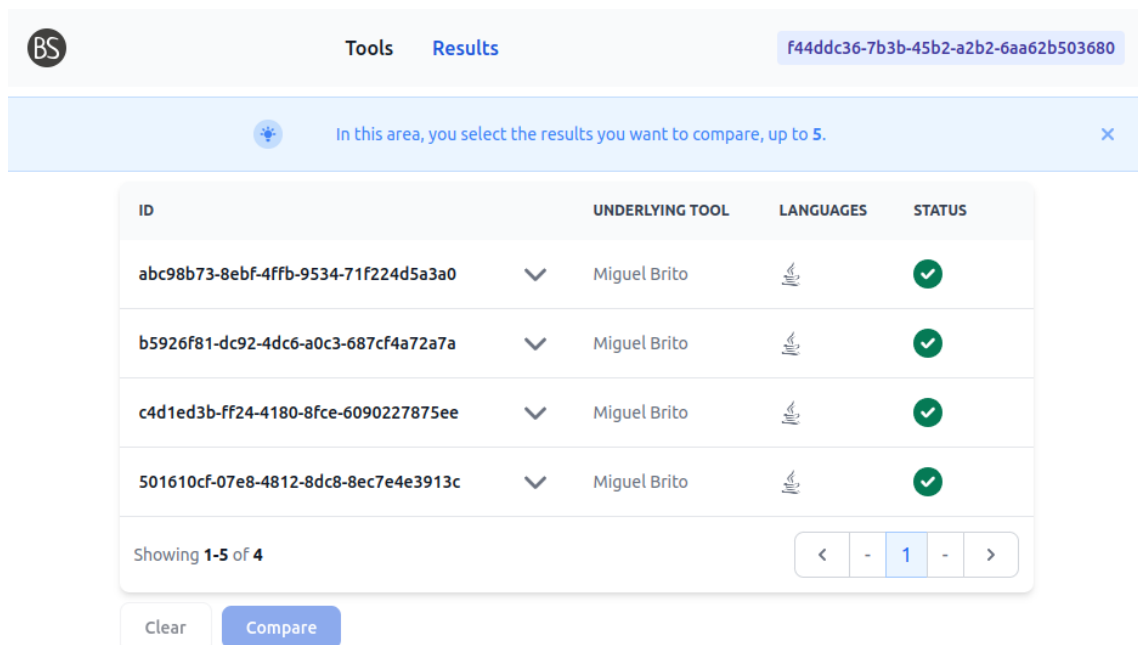 BS Tools Results f44ddc36-7b3b-45b2-a2b2-6aa62b503680
In this area, you select the results you want to compare, up to 5.
ID UNDERLYING TOOL LANGUAGES STATUS
abc98b73-8ebf-4ffb-9534-71f224d5a3a0 Miguel Brito
b5926f81-dc92-4dc6-a0c3-687cf4a72a7a Miguel Brito
c4d1ed3b-ff24-4180-8fce-6090227875ee Miguel Brito
501610cf-07e8-4812-8dc8-8ec7e4e3913c Miguel Brito
Showing 1-5 of 4 - 1 -
Clear Compare